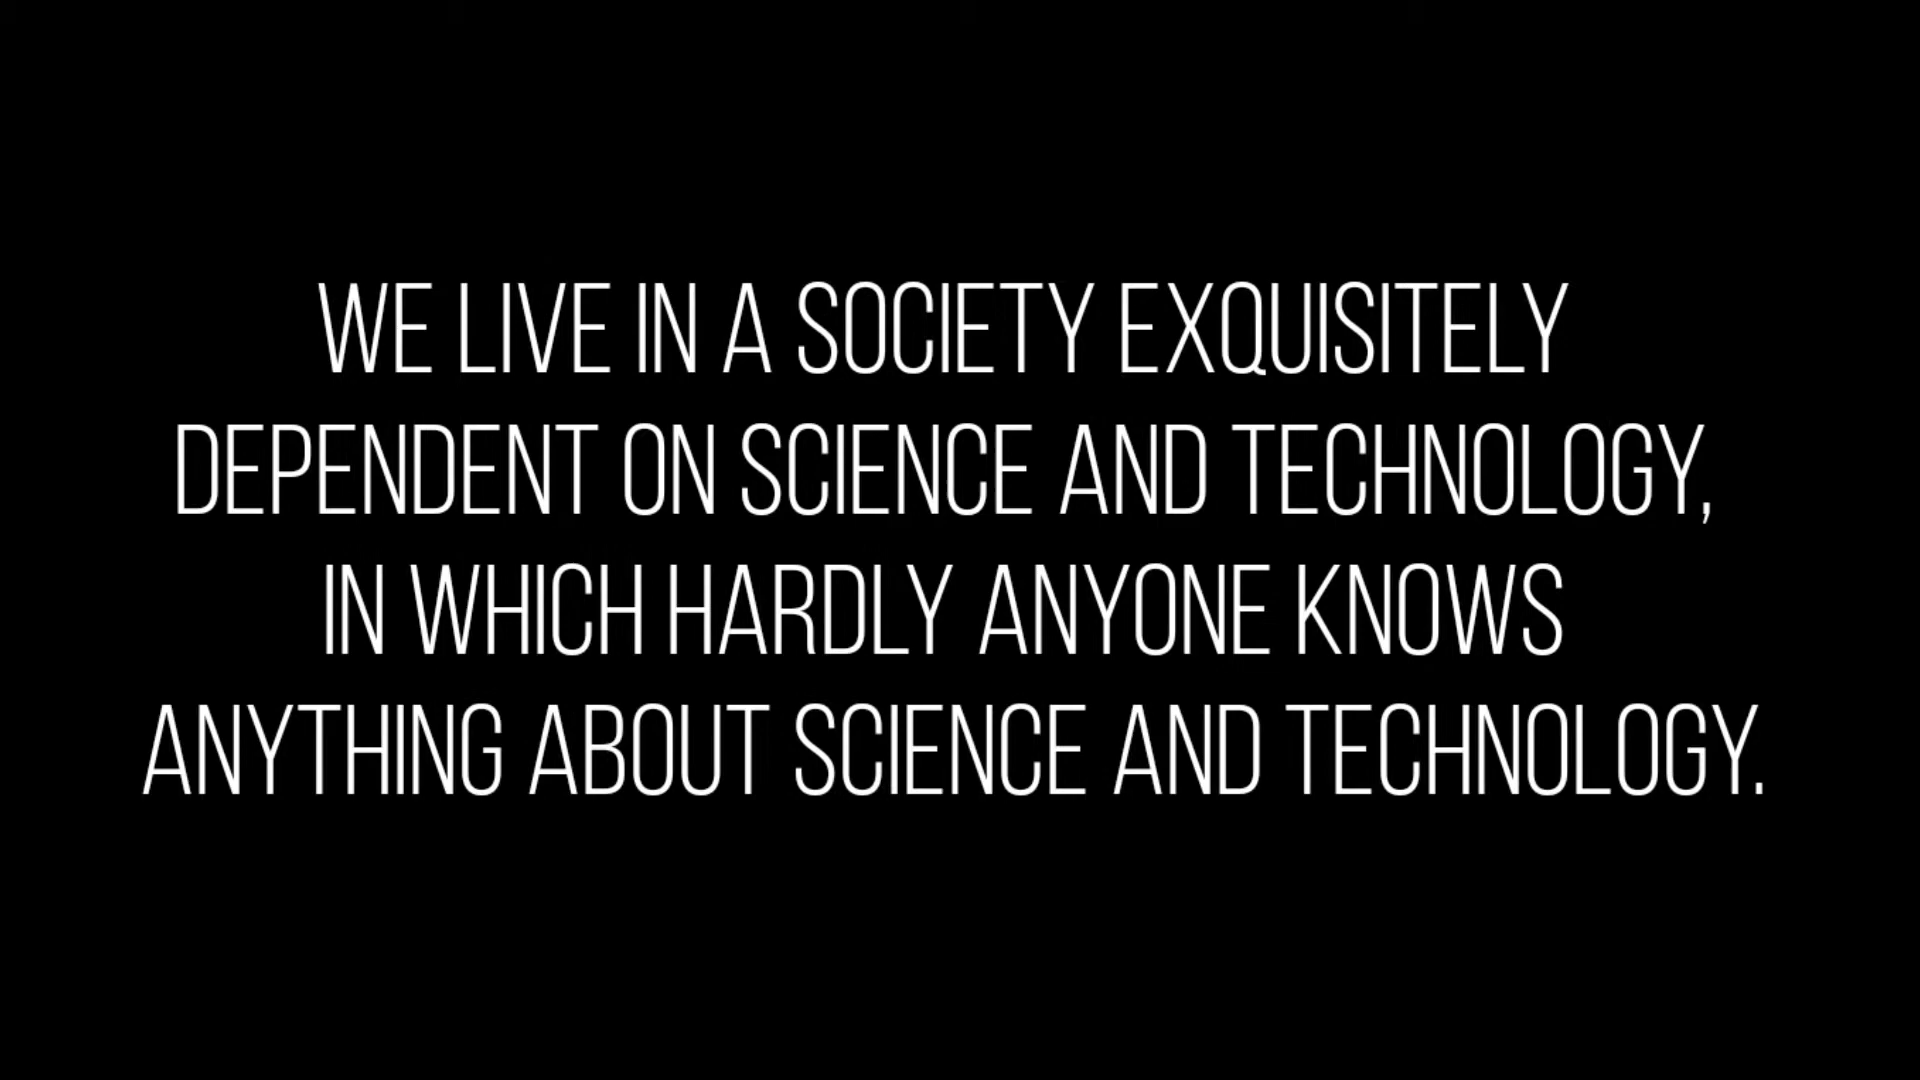 WE LIVE IN A SOCIETY EXQUISITELY
DEPENDENT ON SCIENCE AND TECHNOLOGY,
IN WHICH HARDLY ANYONE KNOWS
ANYTHING ABOUT SCIENCE AND TECHNOLOGY.